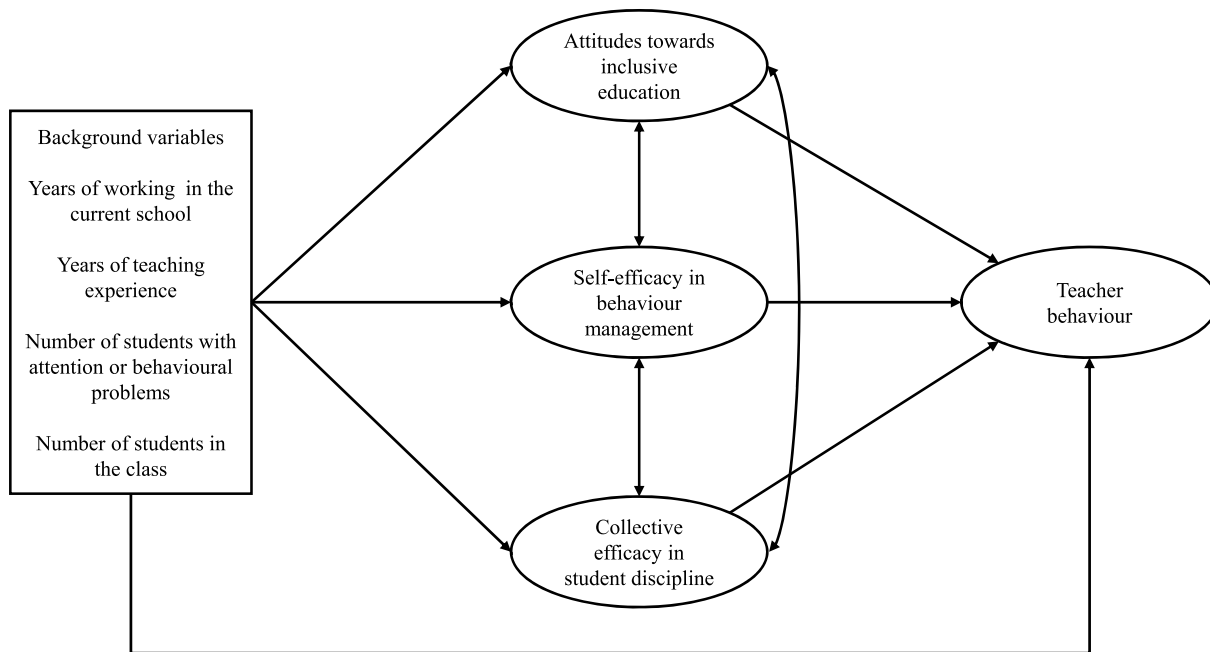 Background variables
Years of working in the
current school
Years of teaching
experience
Number of students with
attention or behavioural
problems
Number of students in
the class
Attitudes towards
inclusive
education
Self-efficacy in
behaviour
management
Collective
efficacy in
student discipline
Teacher
behaviour